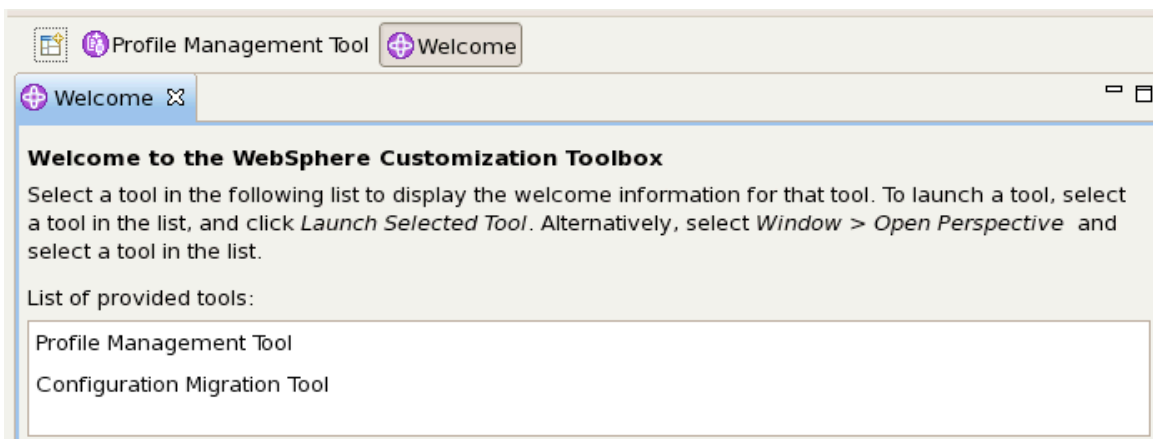 Profile Management Tool Welcome
Welcome
Welcome to the WebSphere Customization Toolbox
Select a tool in the following list to display the welcome information for that tool. To launch a tool, select
a tool in the list, and click Launch Selected Tool. Alternatively, select Window > Open Perspective and
select a tool in the list.
List of provided tools:
Profile Management Tool
Configuration Migration Tool